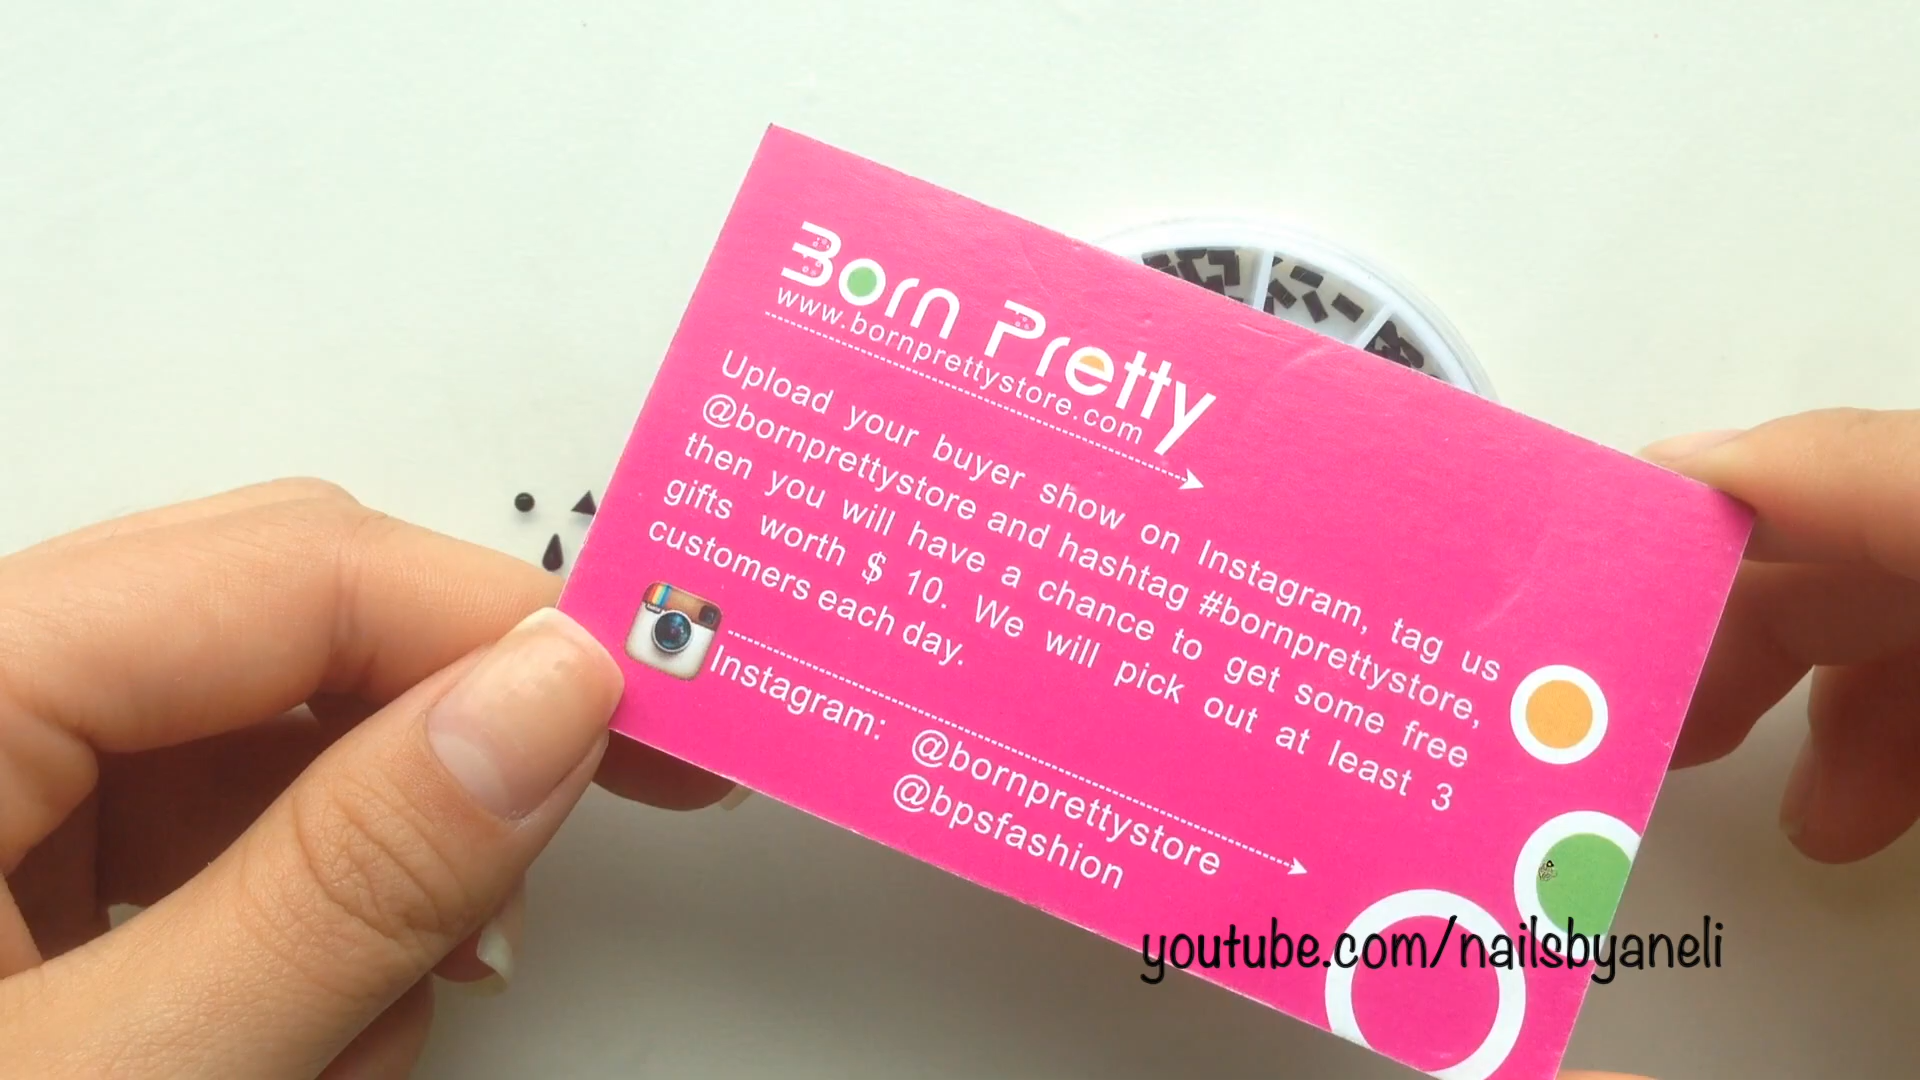 Born Pretty
www.bornprettystore.com
Upload your buyer show on Instagram, tag us
@bornprettystore and hashtag #bornprettystore,
then you will have a chance to get some free
gifts worth $ 10. We will pick out at least 3
customers each day.
Instagram: @bornprettystore
@bpsfashion
youtube.com/nailsbyaneli